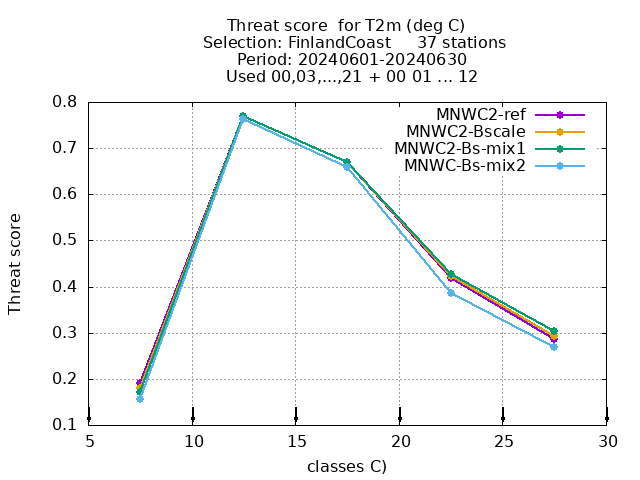 Threat score  for T2m (deg C)
Selection: FinlandCoast     37 stations
Period: 20240601-20240630
Used 00,03,...,21 + 00 01 ... 12
MNWC2-ref
MNWC2-Bscale
MNWC2-Bs-mix1
MNWC-Bs-mix2
Threat score
0.8
0.7
0.6
0.5
0.4
0.3
0.2
0.1
5 10 15 20 25 30
classes C)